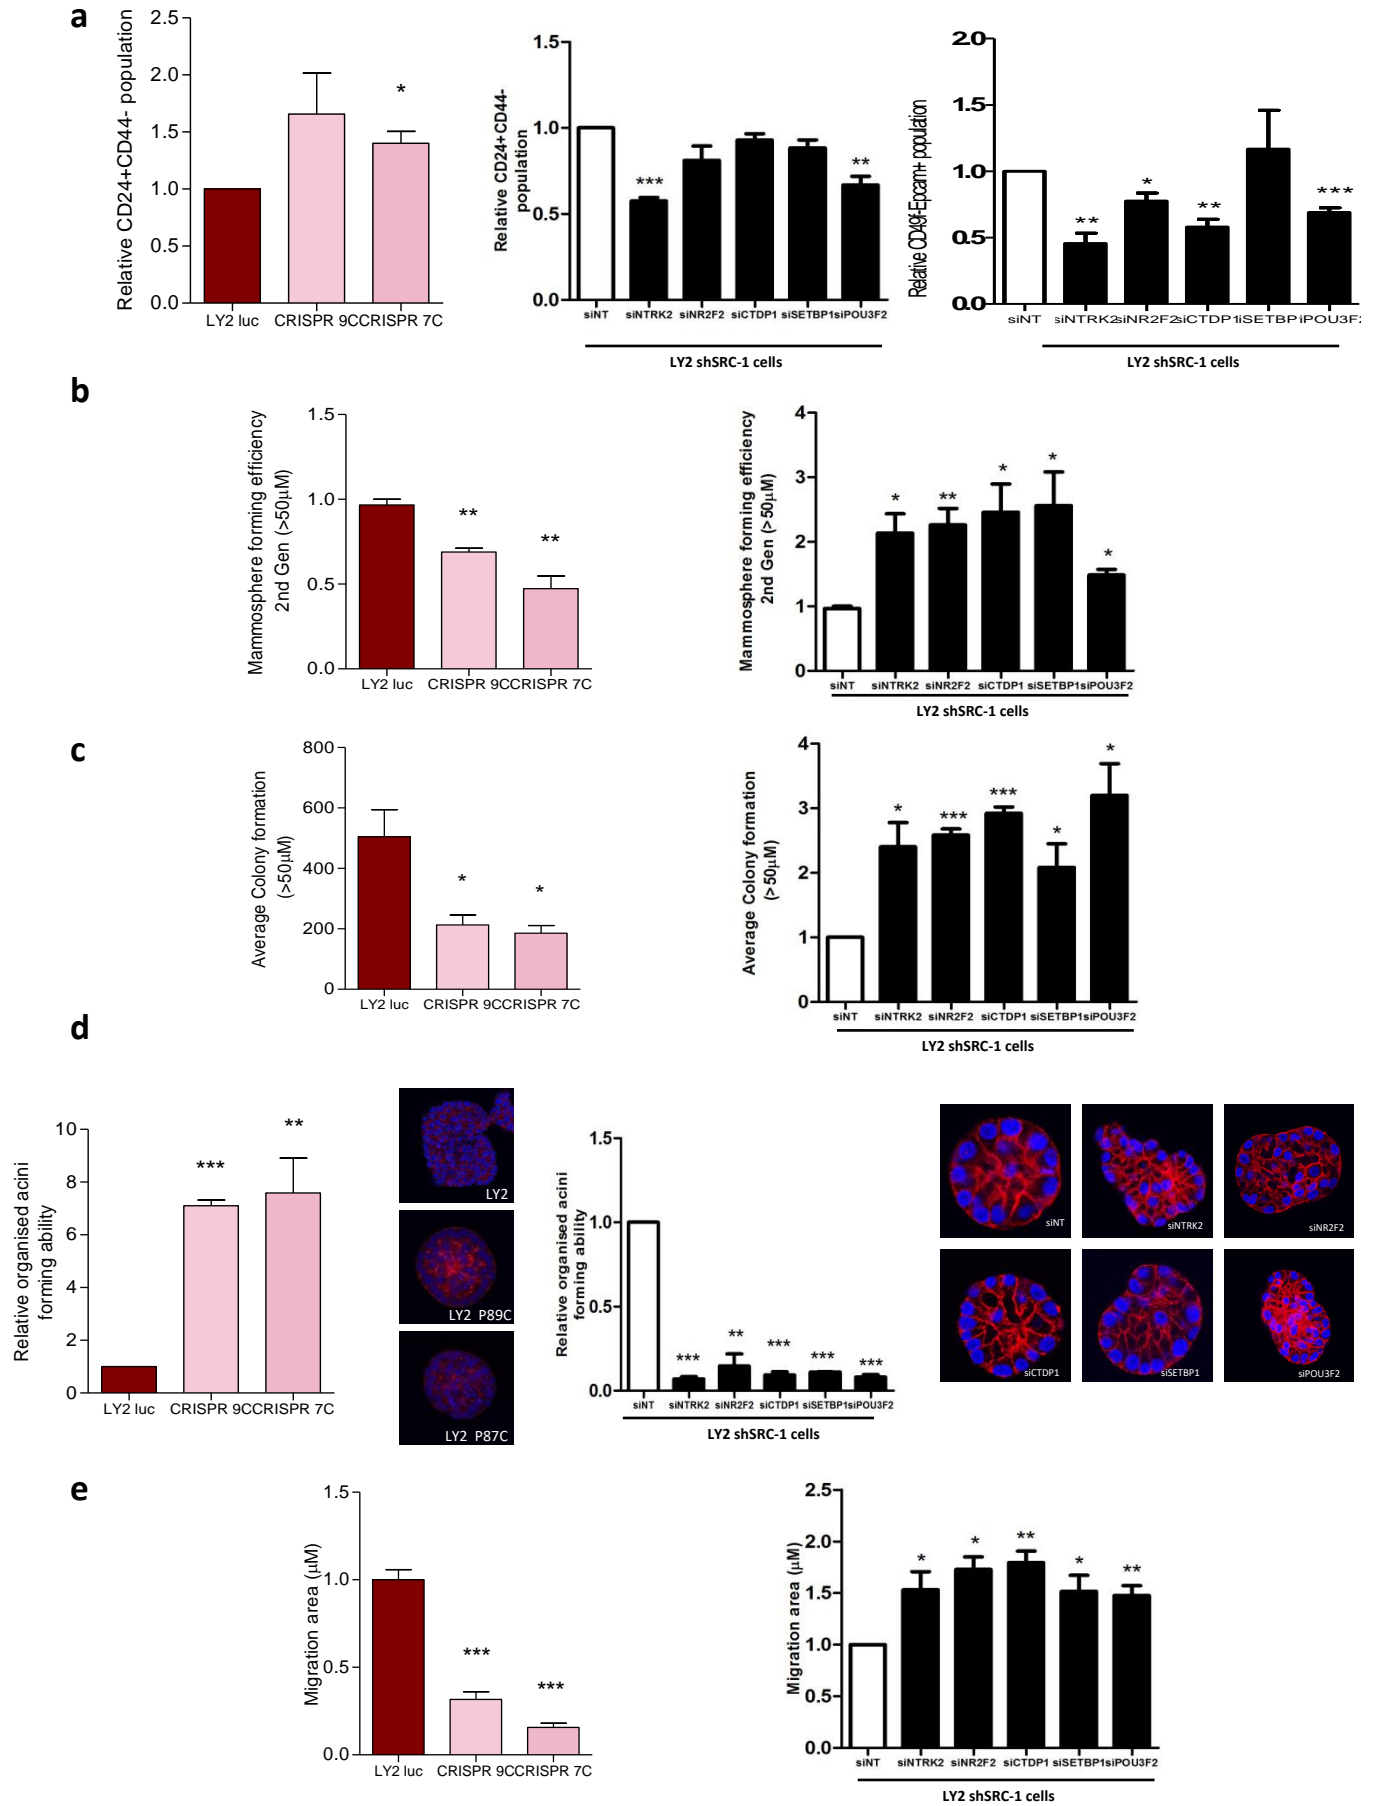 a
Relative CD24+CD44- population
2.5
2.0
1.5
1.0
0.5
0.0
*
LY2 luc
CRISPR 9C
CRISPR 7C
Relative CD24+CD44-
population
1.5
1.0
0.5
0.0
***
**
siNT
siNTRK2
siNR2F2
siCTDP1
siSETBP1
siPOU3F2
LY2 shSRC-1 cells
Relative CD49f-Epcam+ population
2.0
1.5
1.0
0.5
0.0
**
*
**
***
siNT
siNTRK2
siNR2F2
siCTDP1
iSETBP
iPOU3F2
LY2 shSRC-1 cells
b
Mammosphere forming efficiency
2nd Gen (>50μM)
1.5
1.0
0.5
0.0
**
**
LY2 luc
CRISPR 9C
CRISPR 7C
Mammosphere forming efficiency
2nd Gen (>50μM)
4
3
2
1
0
*
**
*
*
*
siNT
siNTRK2
siNR2F2
siCTDP1
siSETBP1
siPOU3F2
LY2 shSRC-1 cells
c
Average Colony formation
(>50μM)
800
600
400
200
0
*
*
LY2 luc
CRISPR 9C
CRISPR 7C
Average Colony formation
(>50μM)
4
3
2
1
0
*
***
***
*
*
siNT
siNTRK2
siNR2F2
siCTDP1
siSETBP1
siPOU3F2
LY2 shSRC-1 cells
d
Relative organised acini
forming ability
10
8
6
4
2
0
***
**
LY2 luc
CRISPR 9C
CRISPR 7C
LY2
LY2 P89C
LY2 P87C
Relative organised acini
forming ability
1.5
1.0
0.5
0.0
***
**
***
***
***
siNT
siNTRK2
siNR2F2
siCTDP1
siSETBP1
siPOU3F2
LY2 shSRC-1 cells
siNT
siNTRK2
siNR2F2
siCTDP1
siSETBP1
siPOU3F2
e
Migration area (μM)
1.5
1.0
0.5
0.0
***
***
LY2 luc
CRISPR 9C
CRISPR 7C
Migration area (μM)
2.5
2.0
1.5
1.0
0.5
0.0
*
*
**
*
**
siNT
siNTRK2
siNR2F2
siCTDP1
siSETBP1
siPOU3F2
LY2 shSRC-1 cells